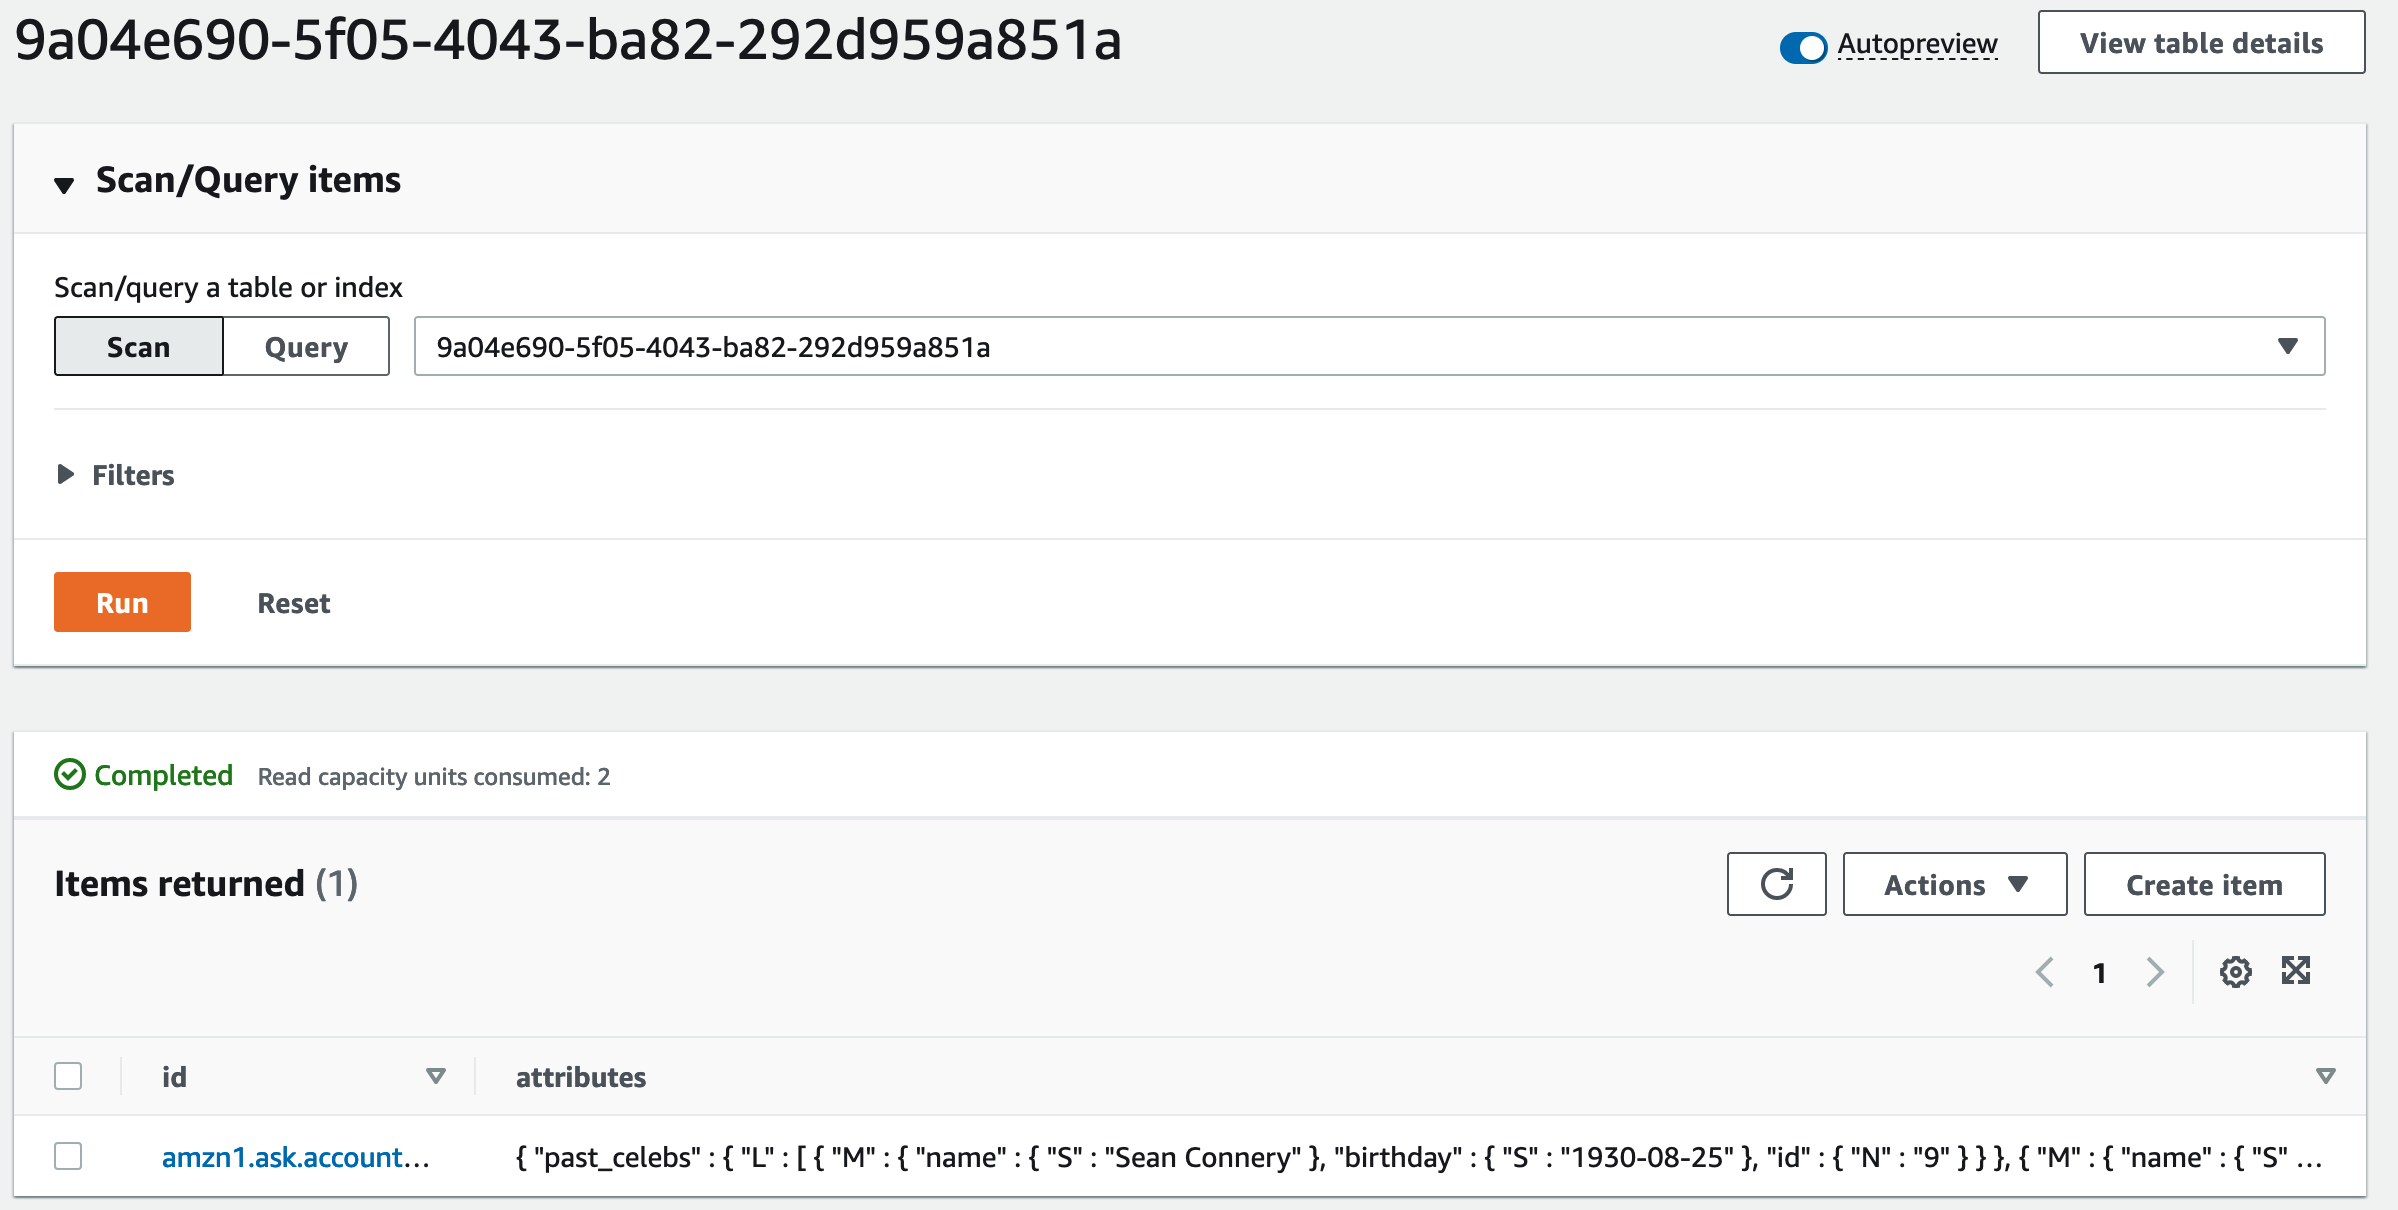 9a04e690-5f05-4043-ba82-292d959a851a
Autopreview
View table details
Scan/Query items
Scan/query a table or index
Scan
Query
9a04e690-5f05-4043-ba82-292d959a851a
Filters
Run
Reset
Completed
Read capacity units consumed: 2
Items returned (1)
Actions
Create item
1
id
attributes
amzn1.ask.account...
{ "past_celebs" : { "L" : [ { "M" : { "name" : { "S" : "Sean Connery" }, "birthday" : { "S" : "1930-08-25" }, "id" : { "N" : "9" } } }, { "M" : { "name" : { "S" ...